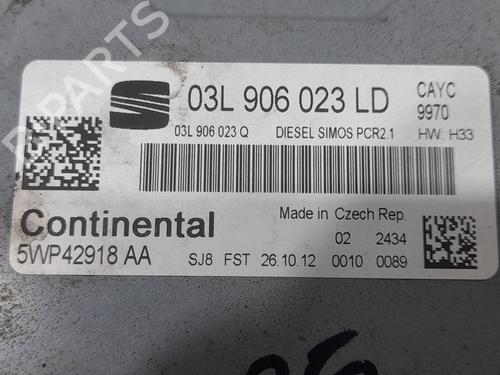 03L 906 023 LD
CAYC
9970
03L 906 023 Q DIESEL SIMOS PCR2.1 HW: H33
Continental
Made in Czech Rep.
02 2434
5WP42918 AA SJ8 FST 26.10.12 0010 0089
PARTS